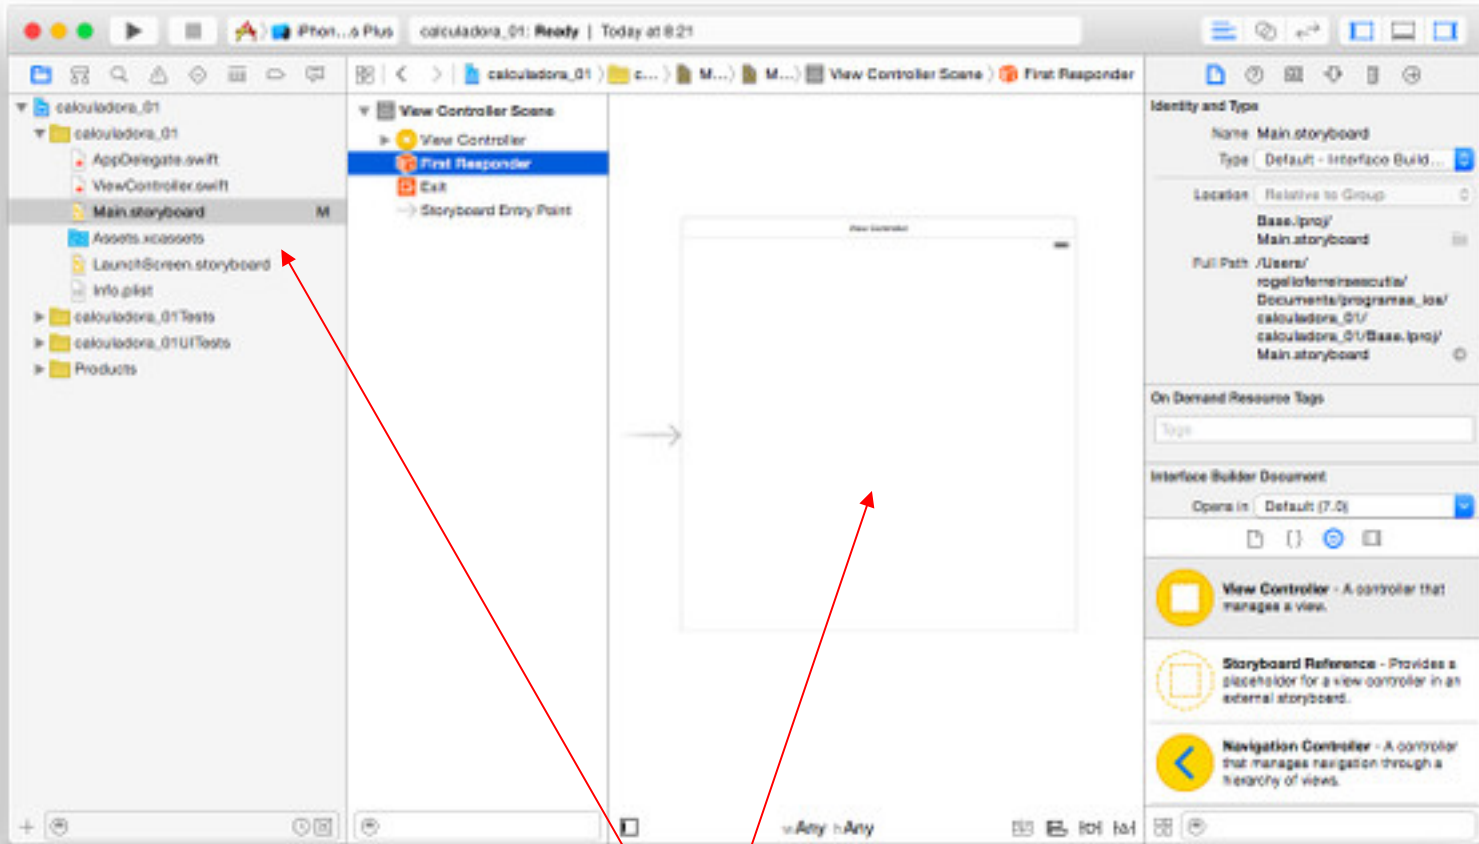 iPhon...s Plus
calculadora_01: Ready | Today at 8:21
calculadora_01
c...
M...
M...
View Controller Scene
First Responder
calculadora_01
calculadora_01
AppDelegate.swift
ViewController.swift
Main.storyboard M
Assets.xcassets
LaunchScreen.storyboard
Info.plist
calculadora_01Tests
calculadora_01UITests
Products
View Controller Scene
View Controller
First Responder
Exit
Storyboard Entry Point
View Controller
wAny hAny
Identity and Type
Name Main.storyboard
Type Default - Interface Build...
Location Relative to Group
Base.lproj/
Main.storyboard
Full Path /Users/
Documents/programas_ios/
calculadora_01/
calculadora_01/Base.lproj/
Main.storyboard
On Demand Resource Tags
Tags
Interface Builder Document
Opens in Default (7.0)
View Controller - A controller that
manages a view.
Storyboard Reference - Provides a
placeholder for a view controller in an
external storyboard.
Navigation Controller - A controller
that manages navigation through a
hierarchy of views.